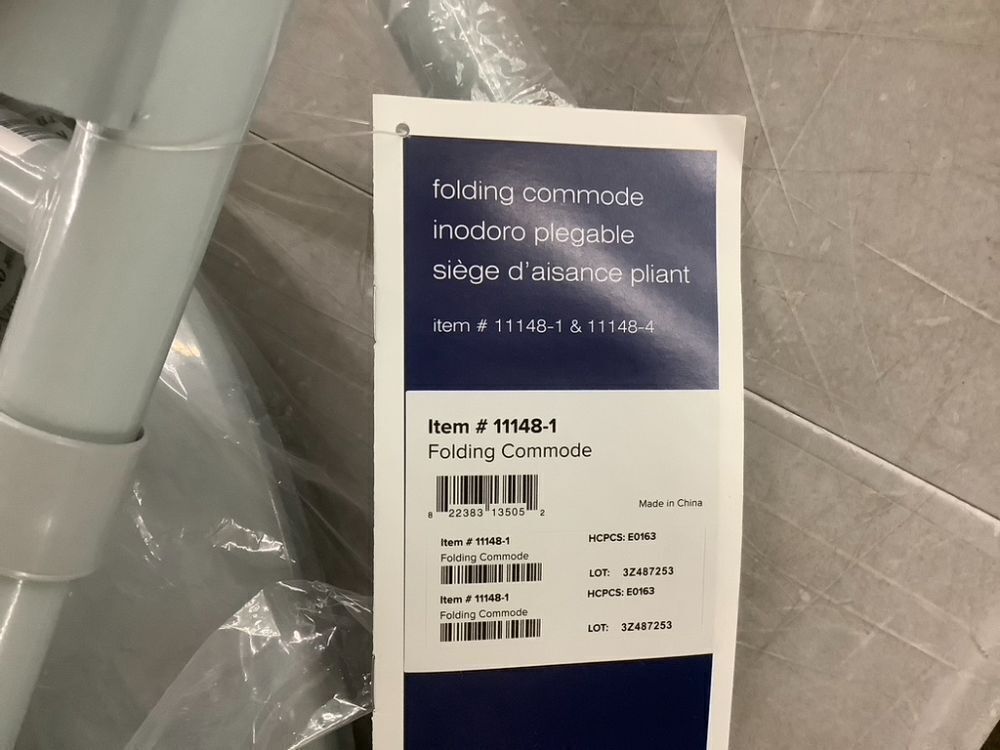 folding commode
inodoro plegable
siège d'aisance pliant
item # 11148-1 & 11148-4
Item # 11148-1
Folding Commode
8 22383 13505 2
Made in China
Item # 11148-1
HCPCS: E0163
Folding Commode
LOT: 3Z487253
Item # 11148-1
HCPCS: E0163
Folding Commode
LOT: 3Z487253